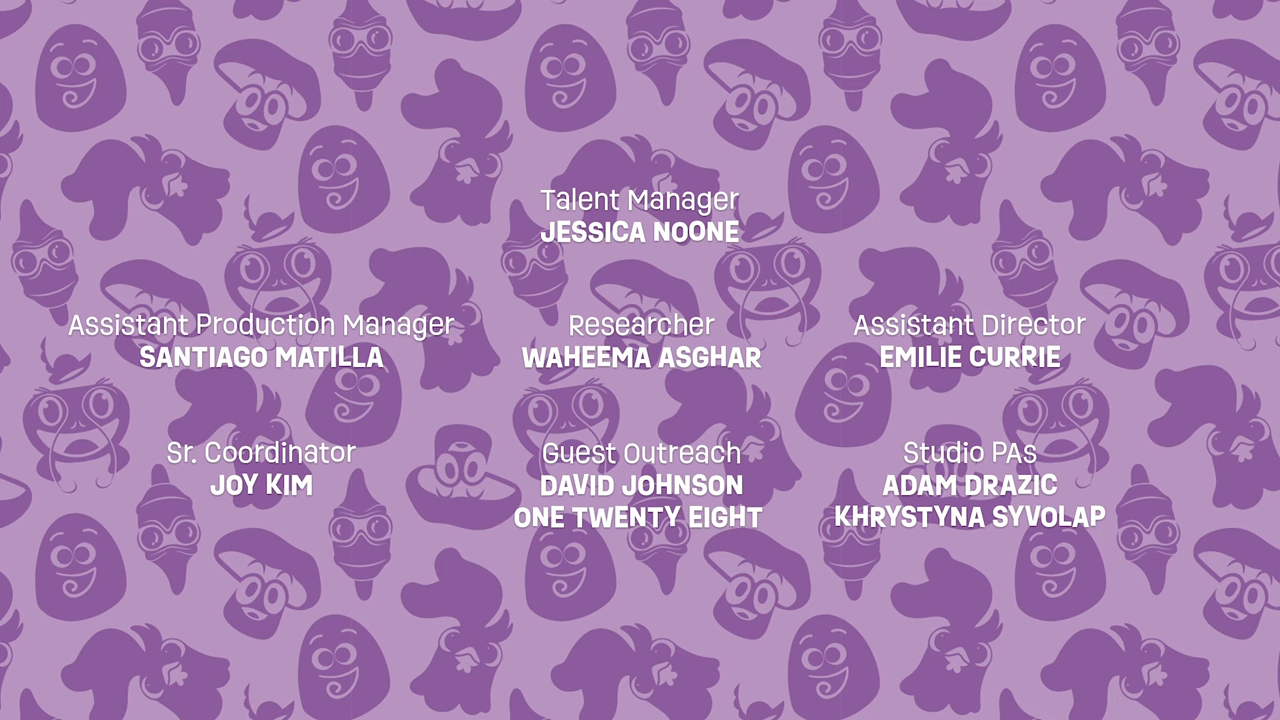 Talent Manager
JESSICA NOONE
Assistant Production Manager
SANTIAGO MATILLA
Researcher
WAHEEMA ASGHAR
Assistant Director
EMILIE CURRIE
Sr. Coordinator
JOY KIM
Guest Outreach
DAVID JOHNSON
ONE TWENTY EIGHT
Studio PAs
ADAM DRAZIC
KHRYSTYNA SYVOLAP